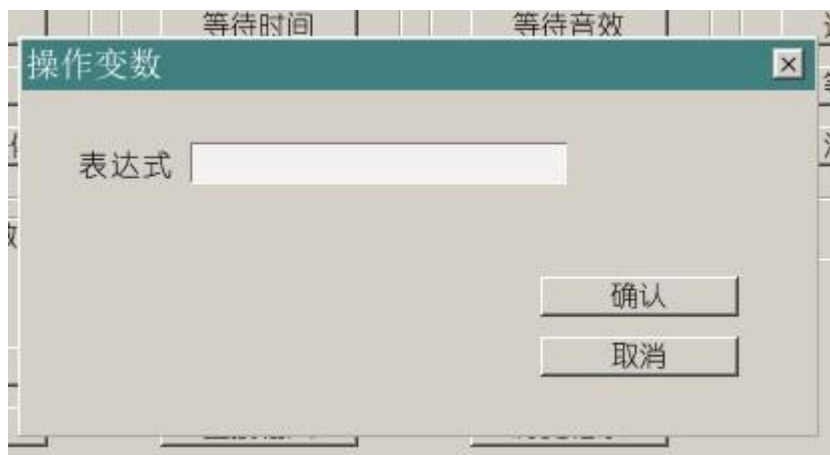 等待时间
等待音效
操作变数
表达式
确认
取消